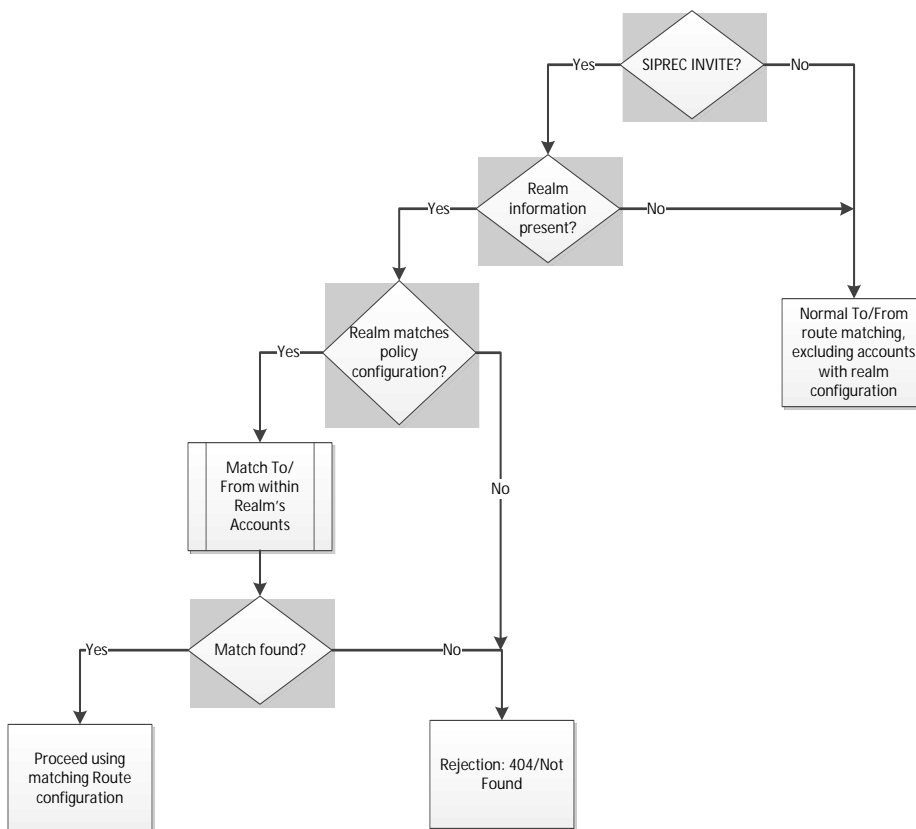 SIPREC INVITE?
Yes
No
Realm
information
present?
Yes
No
Realm matches
policy
configuration?
Yes
No
Normal To/From
route matching,
excluding accounts
with realm
configuration
Match To/
From within
Realm's
Accounts
Match found?
Yes
No
Proceed using
matching Route
configuration
Rejection: 404/Not
Found